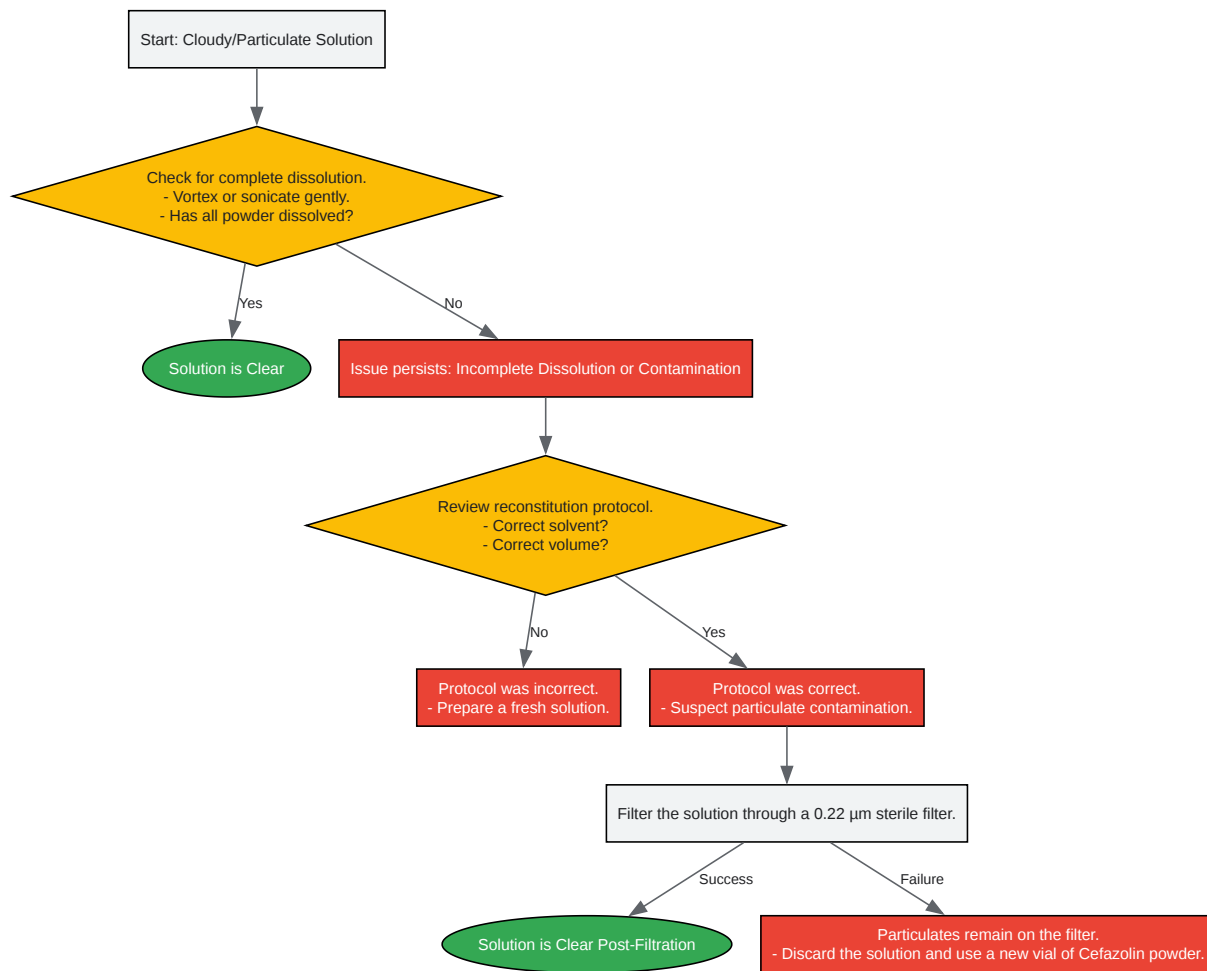 Start: Cloudy/Particulate Solution
Check for complete dissolution.
- Vortex or sonicate gently.
- Has all powder dissolved?
Yes
No
Solution is Clear
Issue persists: Incomplete Dissolution or Contamination
Review reconstitution protocol.
- Correct solvent?
- Correct volume?
No
Yes
Protocol was incorrect.
- Prepare a fresh solution.
Protocol was correct.
- Suspect particulate contamination.
Filter the solution through a 0.22 µm sterile filter.
Success
Failure
Solution is Clear Post-Filtration
Particulates remain on the filter.
- Discard the solution and use a new vial of Cefazolin powder.